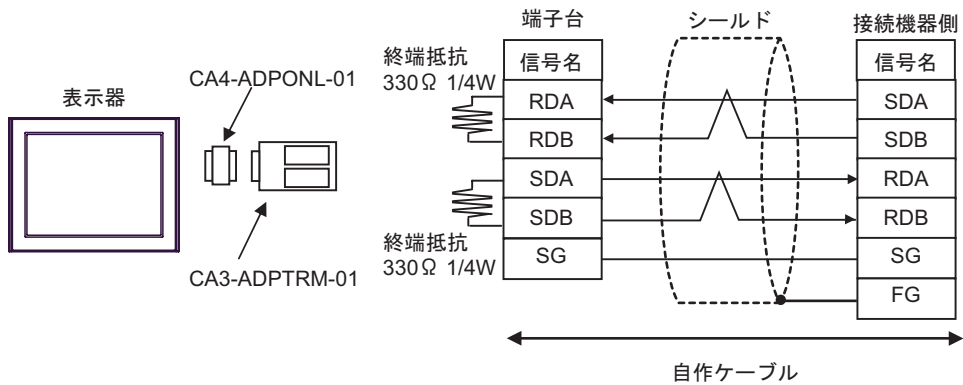 表示器
CA4-ADPONL-01
CA3-ADPTRM-01
終端抵抗
330Ω 1/4W
終端抵抗
330Ω 1/4W
端子台
信号名
RDA
RDB
SDA
SDB
SG
シールド
接続機器側
信号名
SDA
SDB
RDA
RDB
SG
FG
自作ケーブル